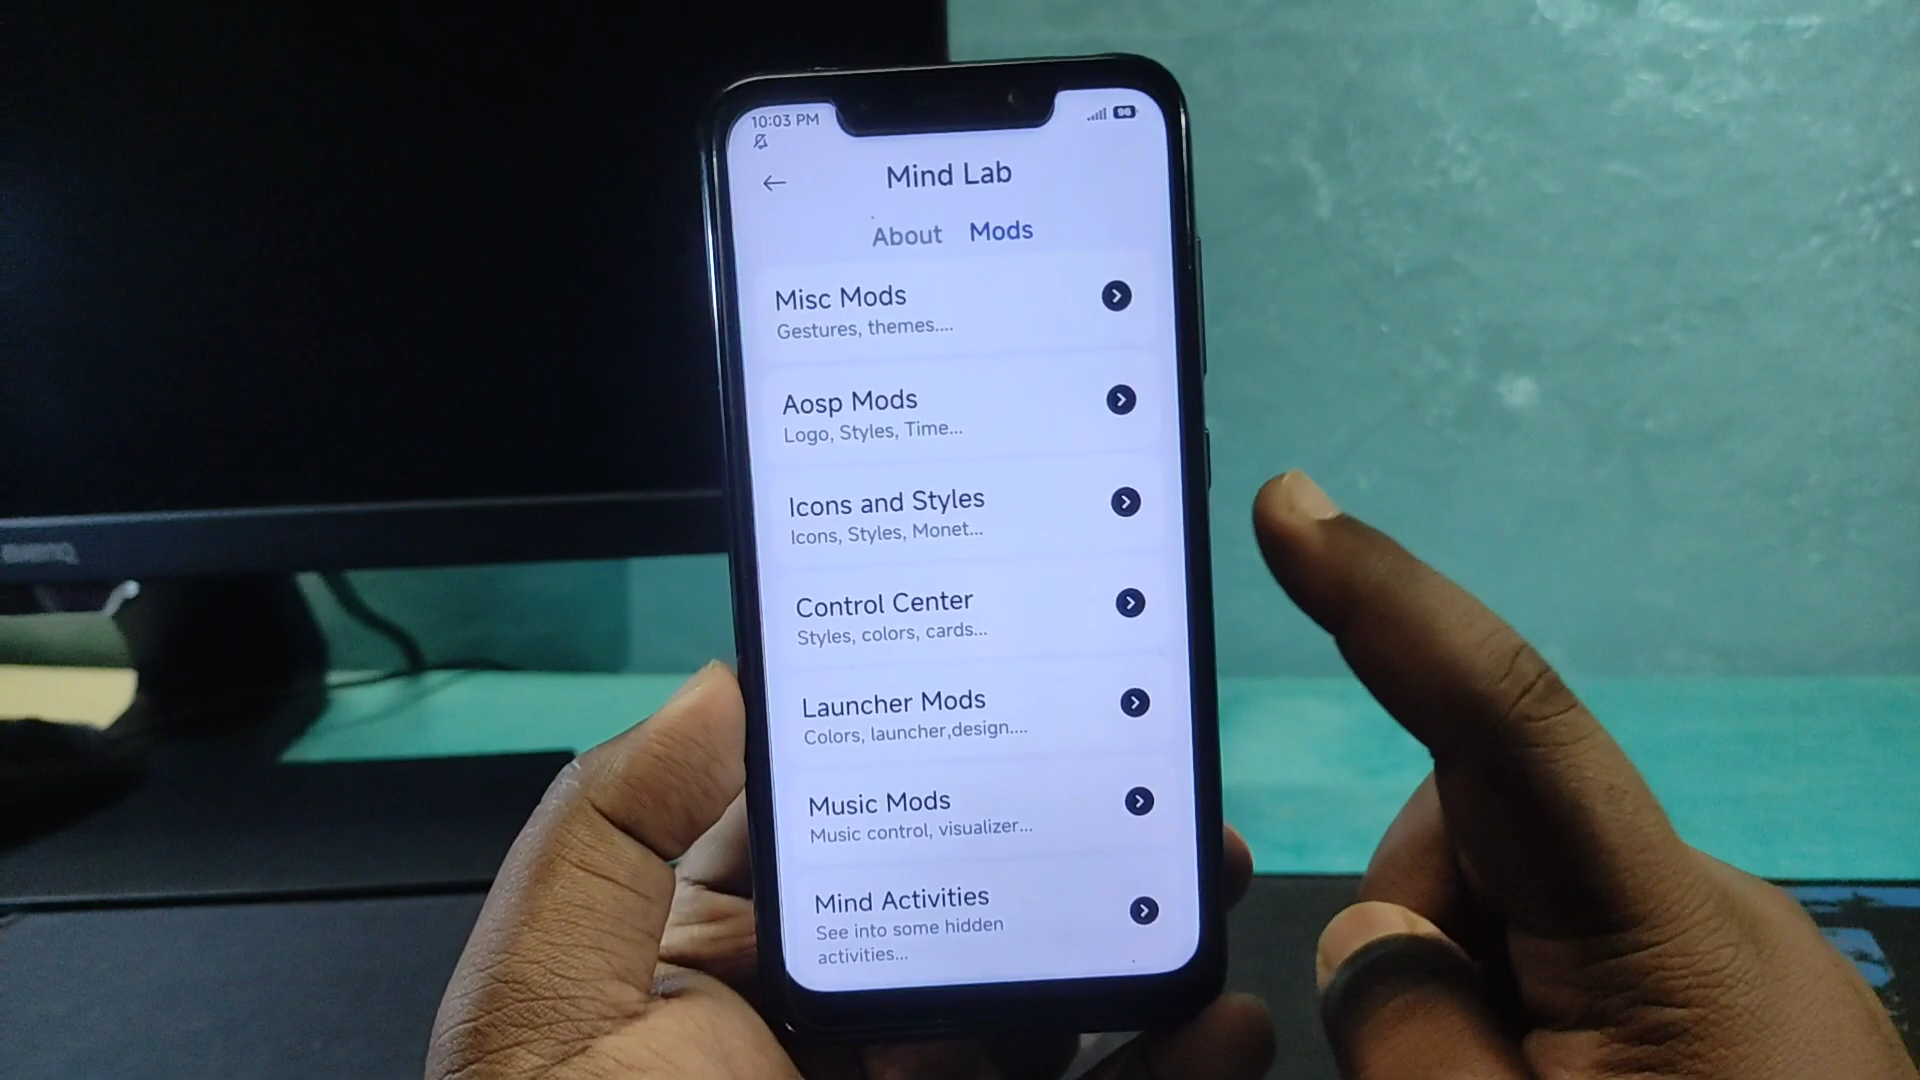 10:03 PM
96
Mind Lab
About Mods
Misc Mods
Gestures, themes....
Aosp Mods
Logo, Styles, Time...
Icons and Styles
Icons, Styles, Monet...
Control Center
Styles, colors, cards...
Launcher Mods
Colors, launcher,design....
Music Mods
Music control, visualizer...
Mind Activities
See into some hidden
activities...